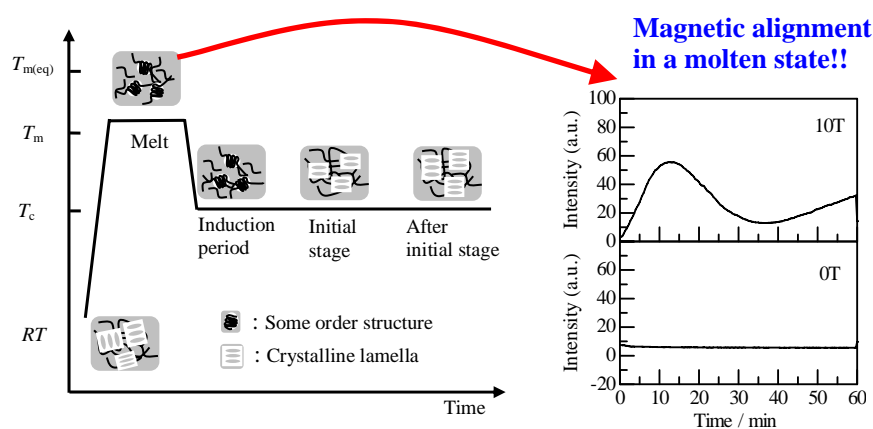 Magnetic alignment
in a molten state!!
T_m(eq)
T_m
T_c
RT
Melt
Induction
period
Initial
stage
After
initial stage
: Some order structure
: Crystalline lamella
Time
Intensity (a.u.)
100
80
60
40
20
0
10T
Intensity (a.u.)
60
40
20
0
-20
0T
0 10 20 30 40 50 60
Time / min